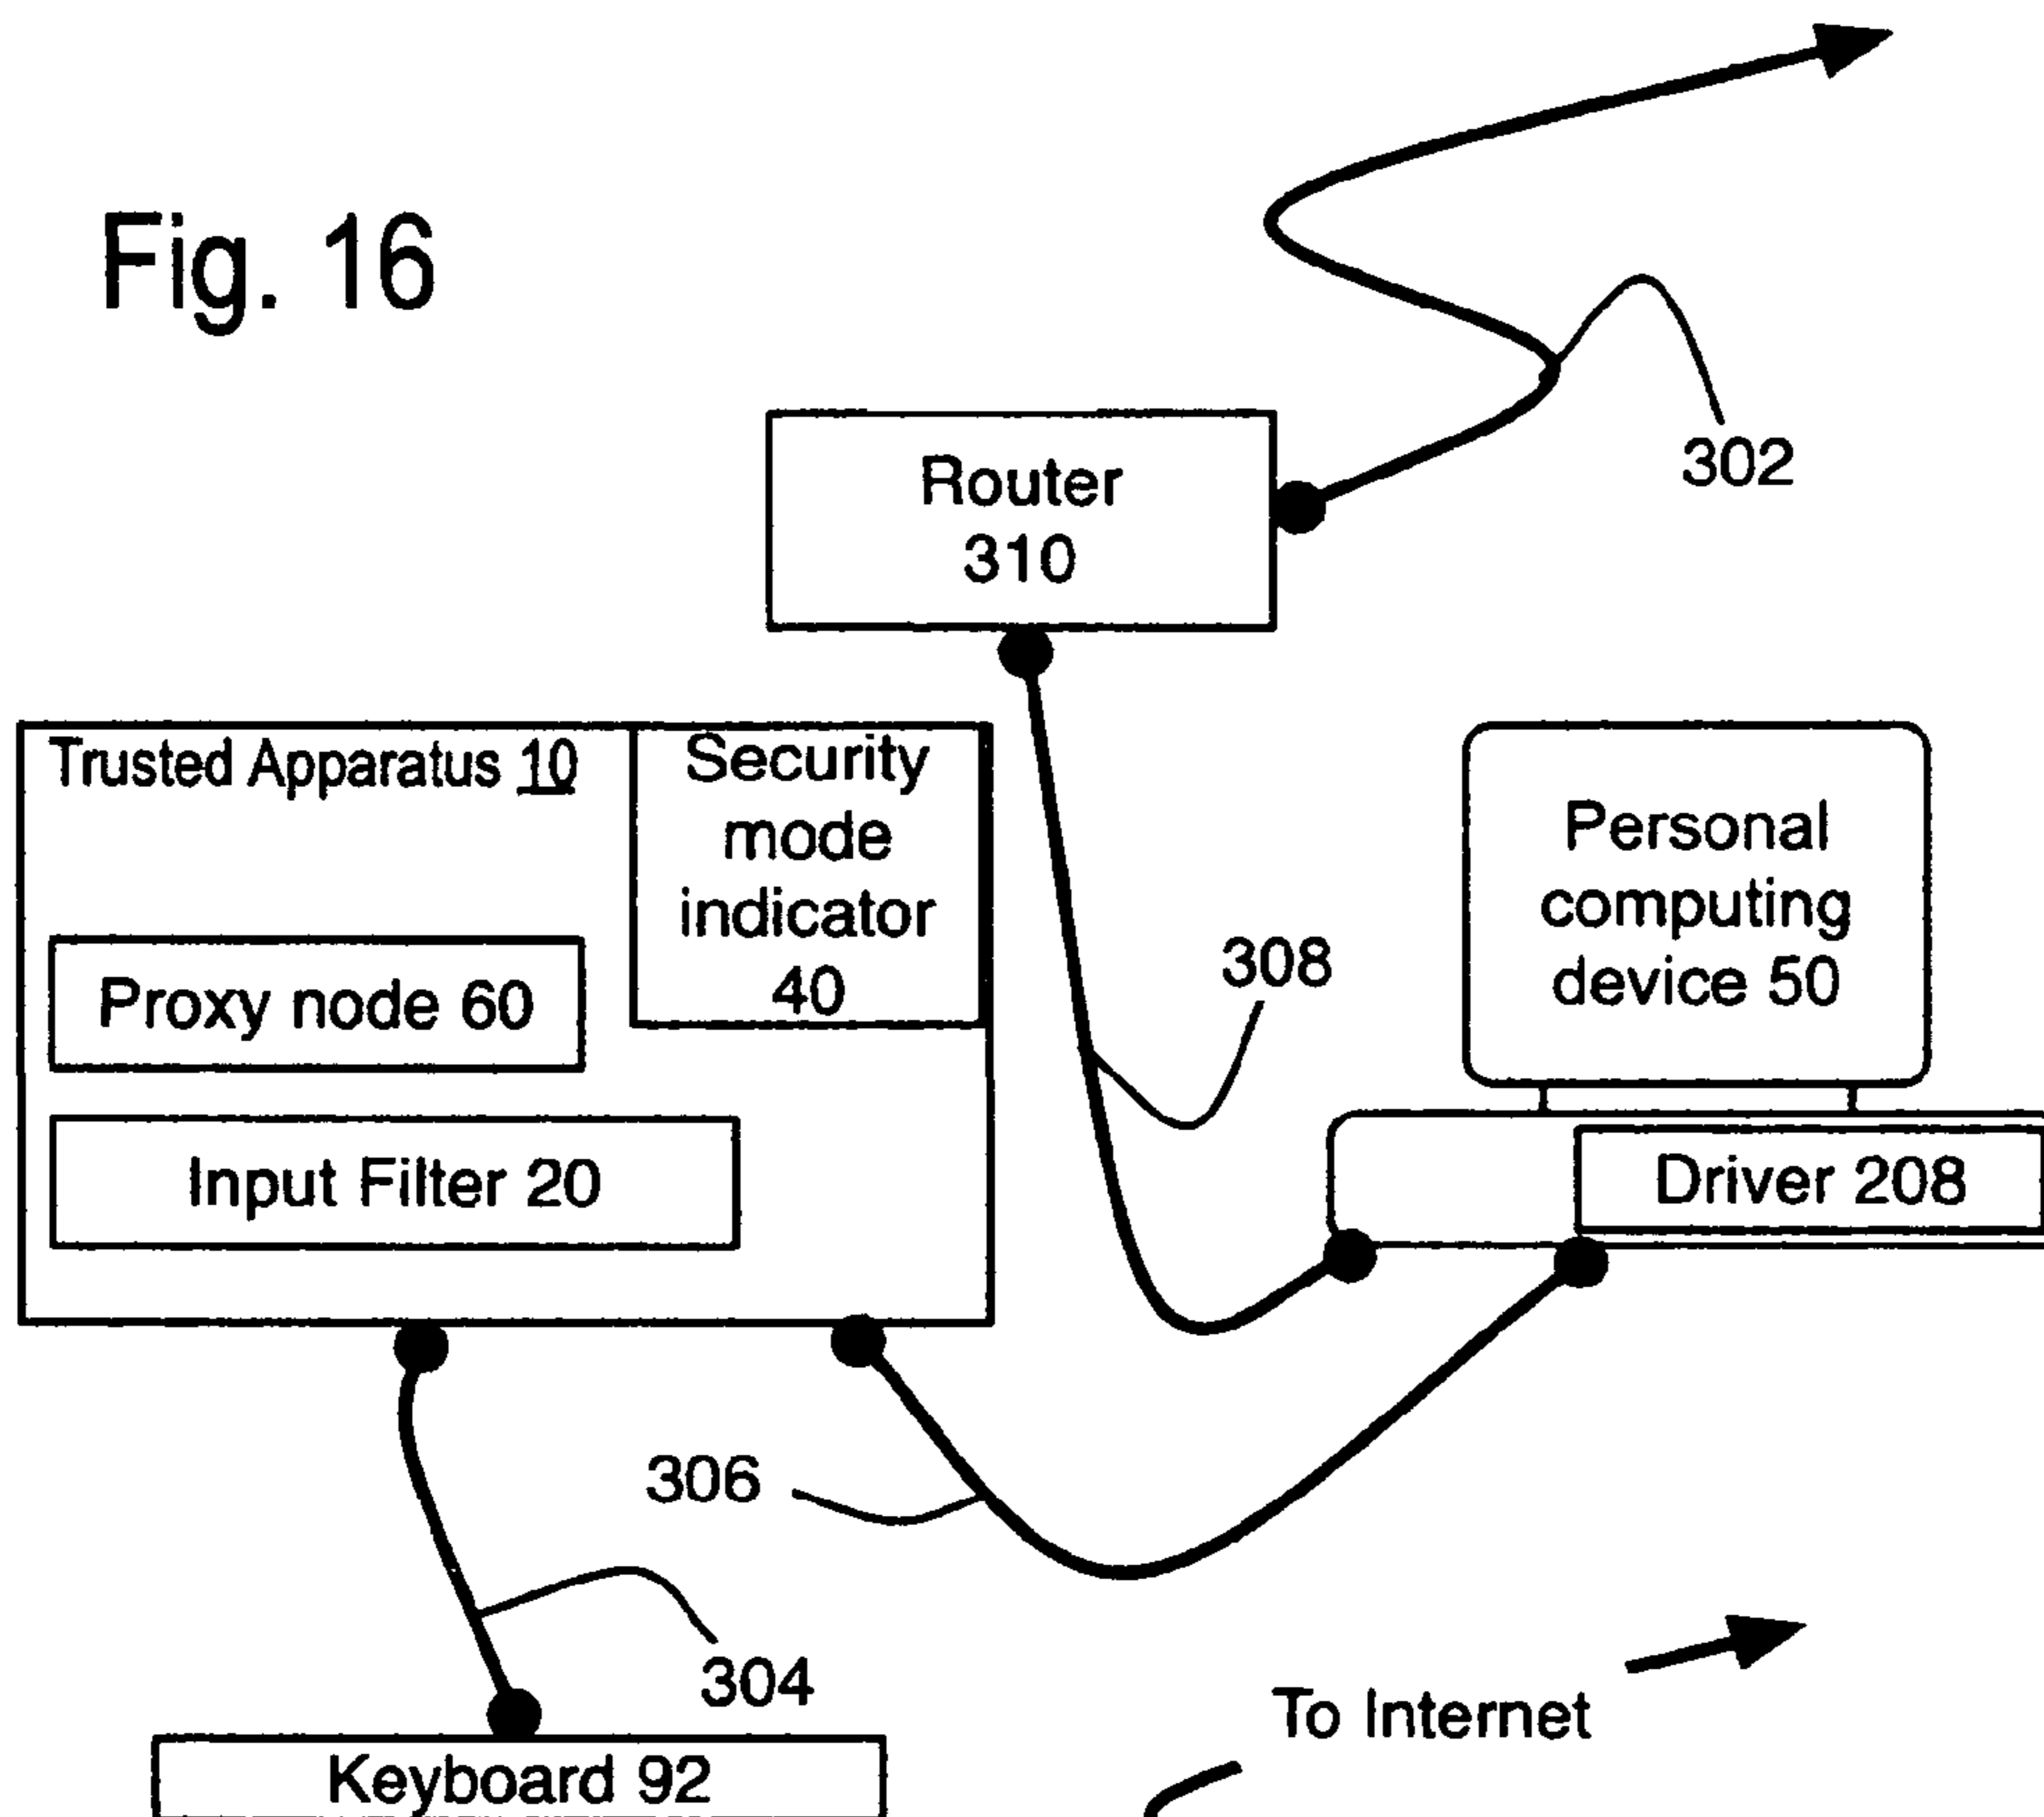 Fig. 16
302
Router
310
Trusted Apparatus 10
Security
mode
indicator
40
Proxy node 60
Input Filter 20
308
Personal
computing
device 50
Driver 208
306
304
Keyboard 92
To Internet